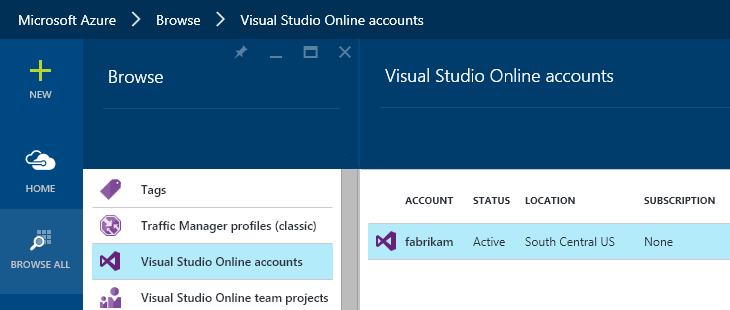 Microsoft Azure > Browse > Visual Studio Online accounts
NEW
HOME
BROWSE ALL
Browse
Tags
Traffic Manager profiles (classic)
Visual Studio Online accounts
Visual Studio Online team projects
Visual Studio Online accounts
ACCOUNT STATUS LOCATION SUBSCRIPTION
fabrikam Active South Central US None